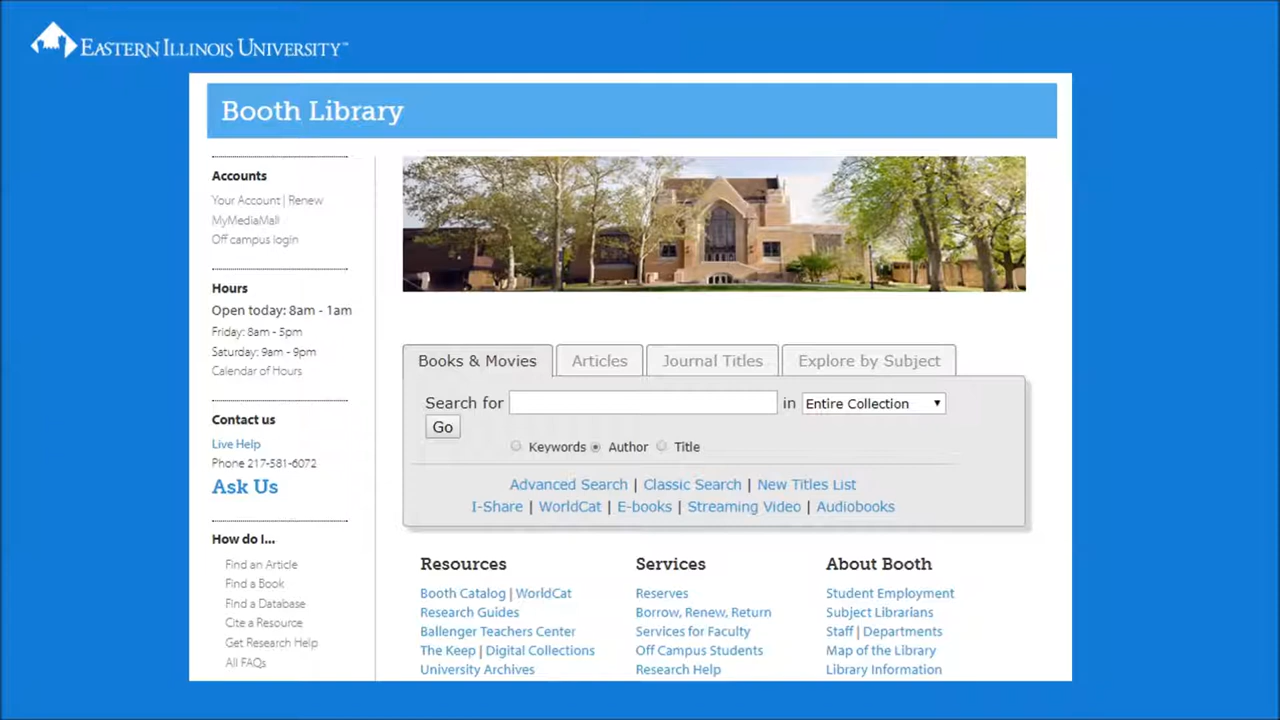 EASTERN ILLINOIS UNIVERSITY™
Booth Library
Accounts
Your Account | Renew
MyMediaMall
Off campus login
Hours
Open today: 8am - 1am
Friday: 8am - 5pm
Saturday: 9am - 9pm
Calendar of Hours
Contact us
Live Help
Phone 217-581-6072
Ask Us
How do I...
Find an Article
Find a Book
Find a Database
Cite a Resource
Get Research Help
All FAQs
Books & Movies
Articles
Journal Titles
Explore by Subject
Search for in Entire Collection
Go
Keywords Author Title
Advanced Search | Classic Search | New Titles List
I-Share | WorldCat | E-books | Streaming Video | Audiobooks
Resources
Booth Catalog | WorldCat
Research Guides
Ballenger Teachers Center
The Keep | Digital Collections
University Archives
Services
Reserves
Borrow, Renew, Return
Services for Faculty
Off Campus Students
Research Help
About Booth
Student Employment
Subject Librarians
Staff | Departments
Map of the Library
Library Information